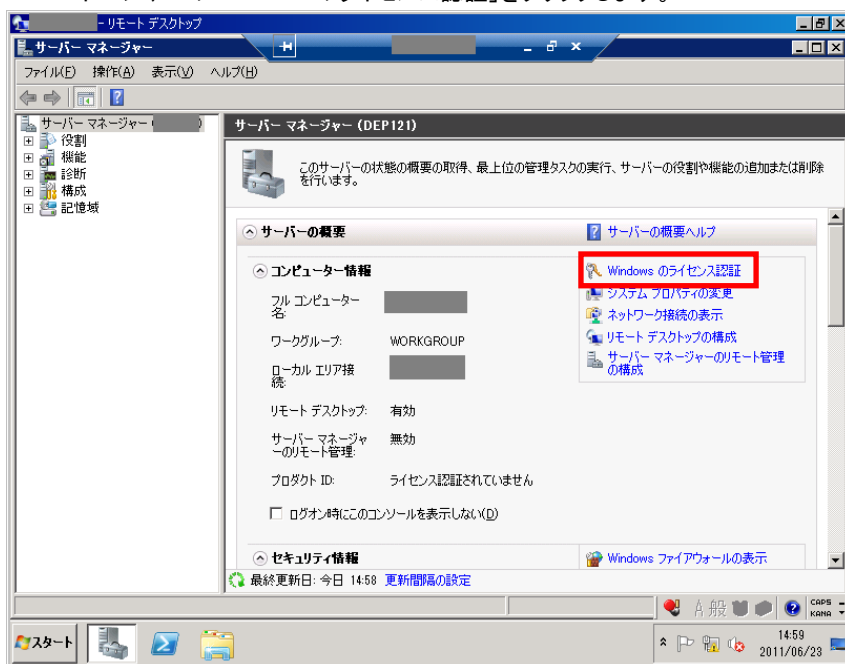 - リモート デスクトップ
サーバー マネージャー
ファイル(F) 操作(A) 表示(V) ヘルプ(H)
サーバー マネージャー (
役割
機能
診断
構成
記憶域
サーバー マネージャー (DEP121)
このサーバーの状態の概要の取得、最上位の管理タスクの実行、サーバーの役割や機能の追加または削除
を行います。
サーバーの概要
サーバーの概要ヘルプ
コンピューター情報
フル コンピューター
名:
ワークグループ: WORKGROUP
ローカル エリア接
続:
リモート デスクトップ: 有効
サーバー マネージャ
ーのリモート管理: 無効
プロダクト ID: ライセンス認証されていません
ログオン時にこのコンソールを表示しない(D)
Windows のライセンス認証
システム プロパティの変更
ネットワーク接続の表示
リモート デスクトップの構成
サーバー マネージャーのリモート管理
の構成
セキュリティ情報
Windows ファイアウォールの表示
最終更新日: 今日 14:58 更新間隔の設定
A 般
CAPS
KANA
スタート
14:59
2011/06/23